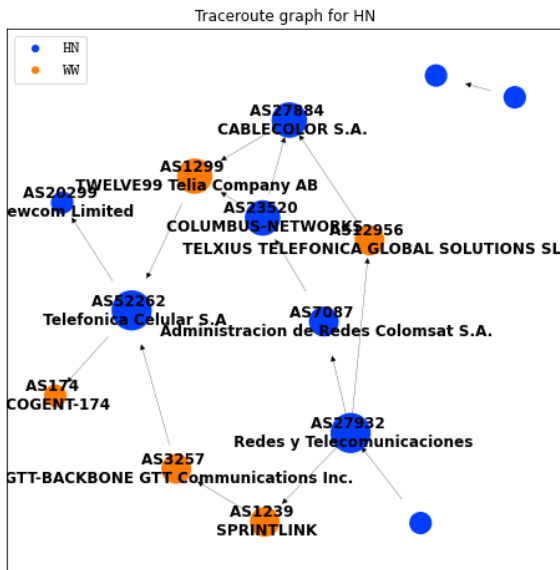 Traceroute graph for HN
HN
WW
AS27884
CABLECOLOR S.A.
AS1299
TWELVE99 Telia Company AB
AS20299
ewcom Limited
AS23520
COLUMBUS-NETWORKS
AS12956
TELXIUS TELEFONICA GLOBAL SOLUTIONS SL
AS52262
Telefonica Celular S.A
AS7087
Administracion de Redes Colomsat S.A.
AS174
COGENT-174
AS27932
Redes y Telecomunicaciones
AS3257
GTT-BACKBONE GTT Communications Inc.
AS1239
SPRINTLINK